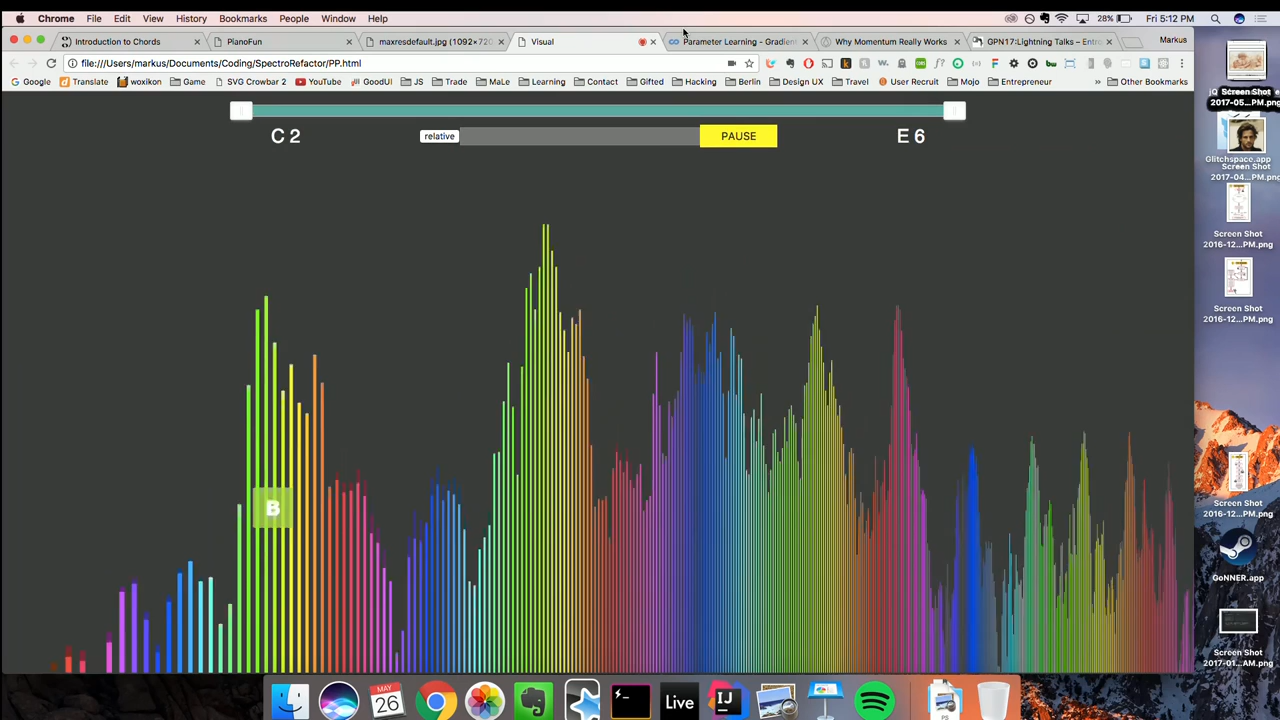 Chrome File Edit View History Bookmarks People Window Help 28% Fri 5:12 PM
Introduction to Chords PlanoFun maxresdefault.jpg (1092×720 Visual Parameter Learning - Gradien Why Momentum Really Works GPN17:Lightning Talks – Entro Markus
file:///Users/markus/Documents/Coding/SpectroRefactor/PP.html
Google Translate woxikon Game SVG Crowbar 2 YouTube GoodUI JS Trade MaLe Learning Contact Gifted Hacking Berlin Design UX Travel User Recruit Mojo Entrepreneur » Other Bookmarks
C 2
relative
PAUSE
E 6
B
Screen Shot
2017-05...PM.png
Glitchspace.app
Screen Shot
2017-04...PM.png
Screen Shot
2016-12...PM.png
Screen Shot
2016-12...PM.png
Screen Shot
2016-12...PM.png
GoNNER.app
Screen Shot
2017-01...AM.png
MAY
26
Live
IJ
PS